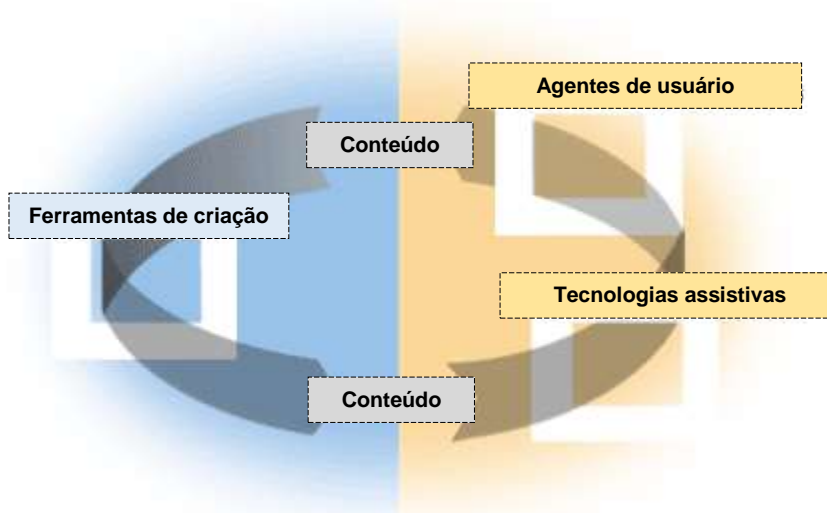 Agentes de usuário
Conteúdo
Ferramentas de criação
Tecnologias assistivas
Conteúdo